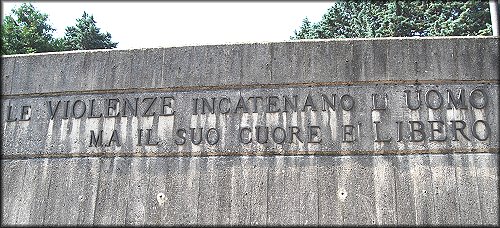 LE VIOLENZE INCATENANO U UOMO
MA IL SUO CUORE E' LIBERO